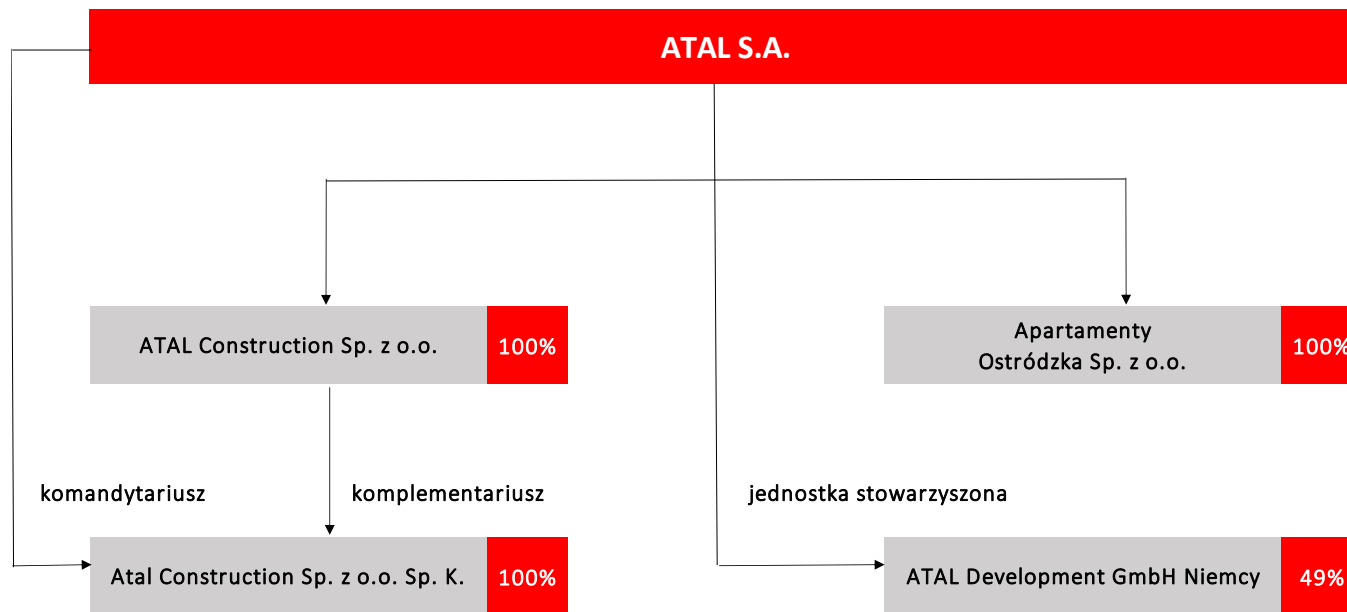 ATAL S.A.
ATAL Construction Sp. z o.o.
100%
Apartamenty
Ostródzka Sp. z o.o.
100%
komandytariusz
komplementariusz
jednostka stowarzyszona
Atal Construction Sp. z o.o. Sp. K.
100%
ATAL Development GmbH Niemcy
49%